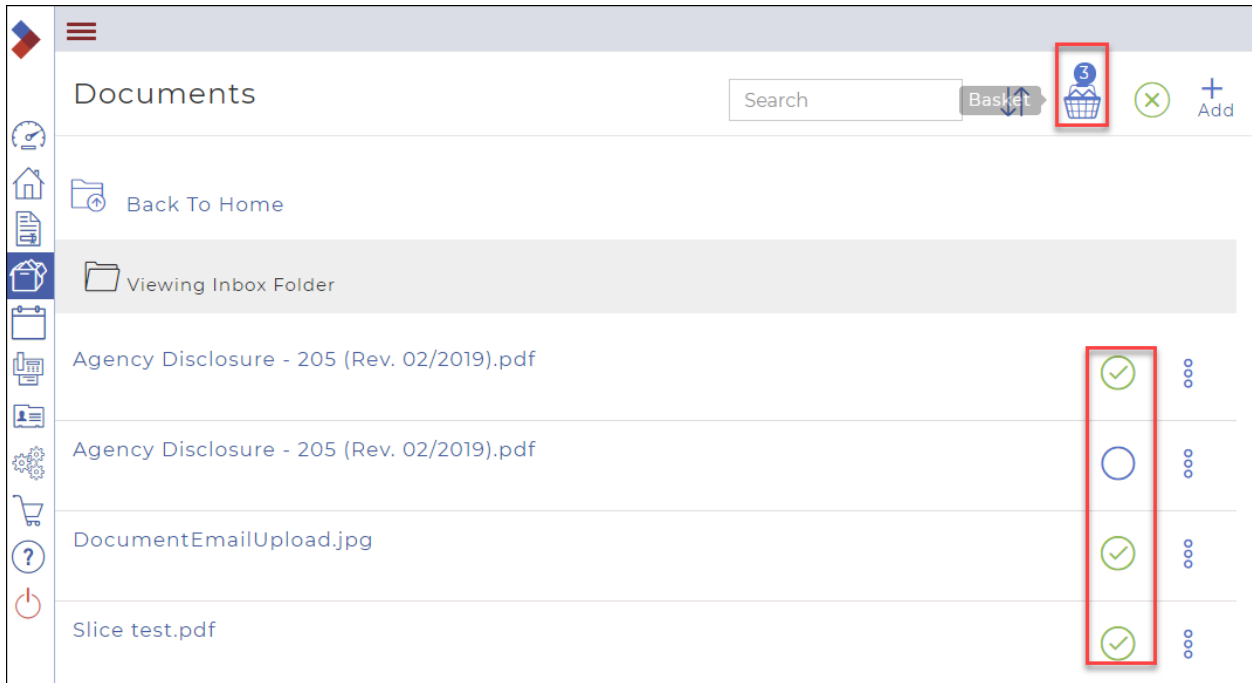 Documents
Search
Basket
3
Add
Back To Home
Viewing Inbox Folder
Agency Disclosure - 205 (Rev. 02/2019).pdf
Agency Disclosure - 205 (Rev. 02/2019).pdf
DocumentEmailUpload.jpg
Slice test.pdf
?